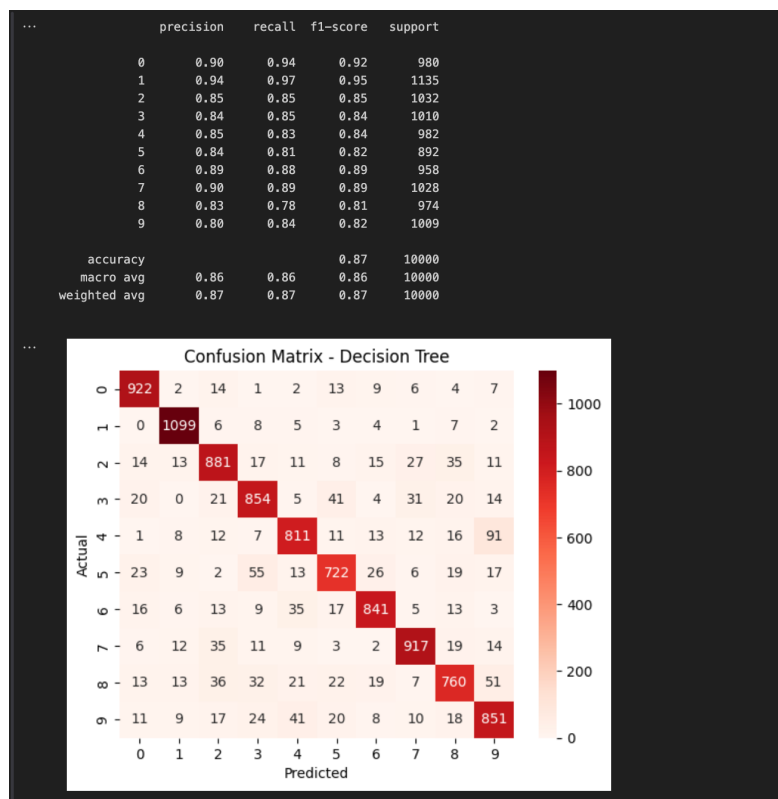 ...
precision recall f1-score support
0 0.90 0.94 0.92 980
1 0.94 0.97 0.95 1135
2 0.85 0.85 0.85 1032
3 0.84 0.85 0.84 1010
4 0.85 0.83 0.84 982
5 0.84 0.81 0.82 892
6 0.89 0.88 0.89 958
7 0.90 0.89 0.89 1028
8 0.83 0.78 0.81 974
9 0.80 0.84 0.82 1009
accuracy 0.87 10000
macro avg 0.86 0.86 0.86 10000
weighted avg 0.87 0.87 0.87 10000
...
Confusion Matrix - Decision Tree
0 922 2 14 1 2 13 9 6 4 7
1 0 1099 6 8 5 3 4 1 7 2
2 14 13 881 17 11 8 15 27 35 11
3 20 0 21 854 5 41 4 31 20 14
4 1 8 12 7 811 11 13 12 16 91
5 23 9 2 55 13 722 26 6 19 17
6 16 6 13 9 35 17 841 5 13 3
7 6 12 35 11 9 3 2 917 19 14
8 13 13 36 32 21 22 19 7 760 51
9 11 9 17 24 41 20 8 10 18 851
0 1 2 3 4 5 6 7 8 9
Predicted
Actual
1000
800
600
400
200
0